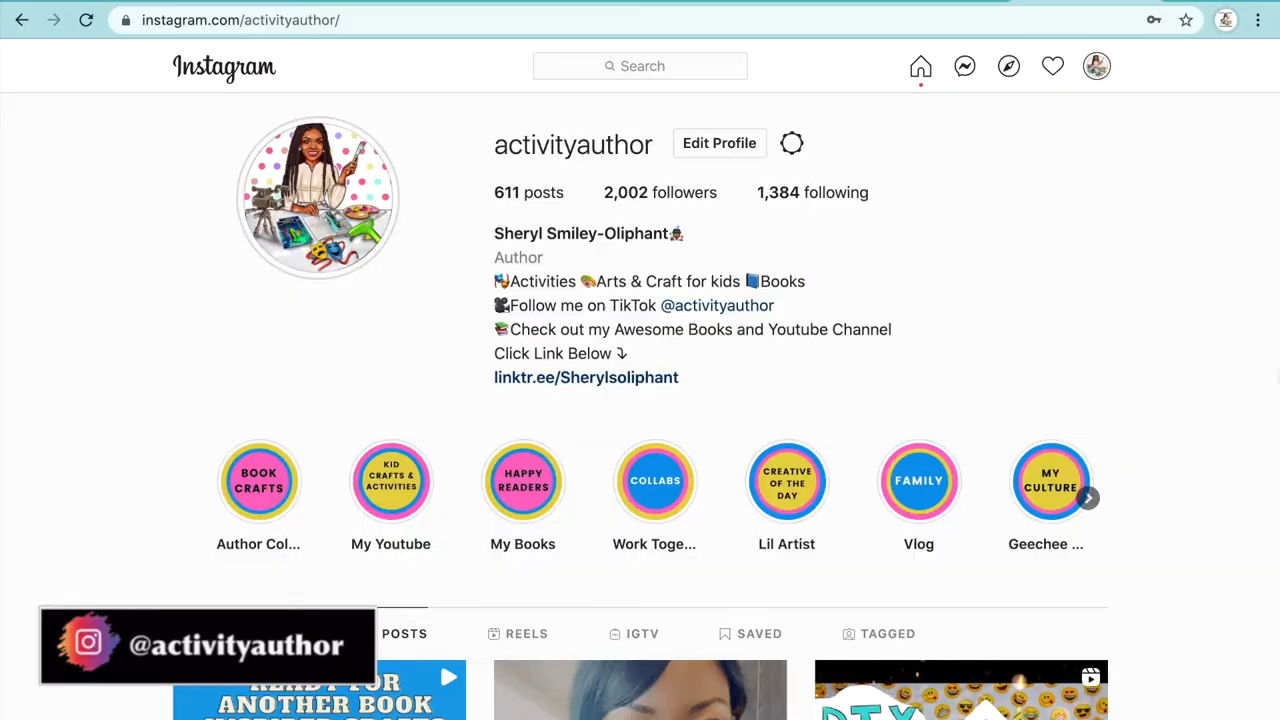 instagram.com/activityauthor/
Instagram
Search
activityauthor
Edit Profile
611 posts
2,002 followers
1,384 following
Sheryl Smiley-Oliphant
Author
Activities Arts & Craft for kids Books
Follow me on TikTok @activityauthor
Check out my Awesome Books and Youtube Channel
Click Link Below ⤵
linktr.ee/Sherylsoliphant
BOOK
CRAFTS
KID
CRAFTS &
ACTIVITIES
HAPPY
READERS
COLLABS
CREATIVE
OF THE
DAY
FAMILY
MY
CULTURE
Author Col...
My Youtube
My Books
Work Toge...
Lil Artist
Vlog
Geechee ...
POSTS
REELS
IGTV
SAVED
TAGGED
@activityauthor
READY FOR
ANOTHER BOOK
INSPIRED CRAFTS
DIY